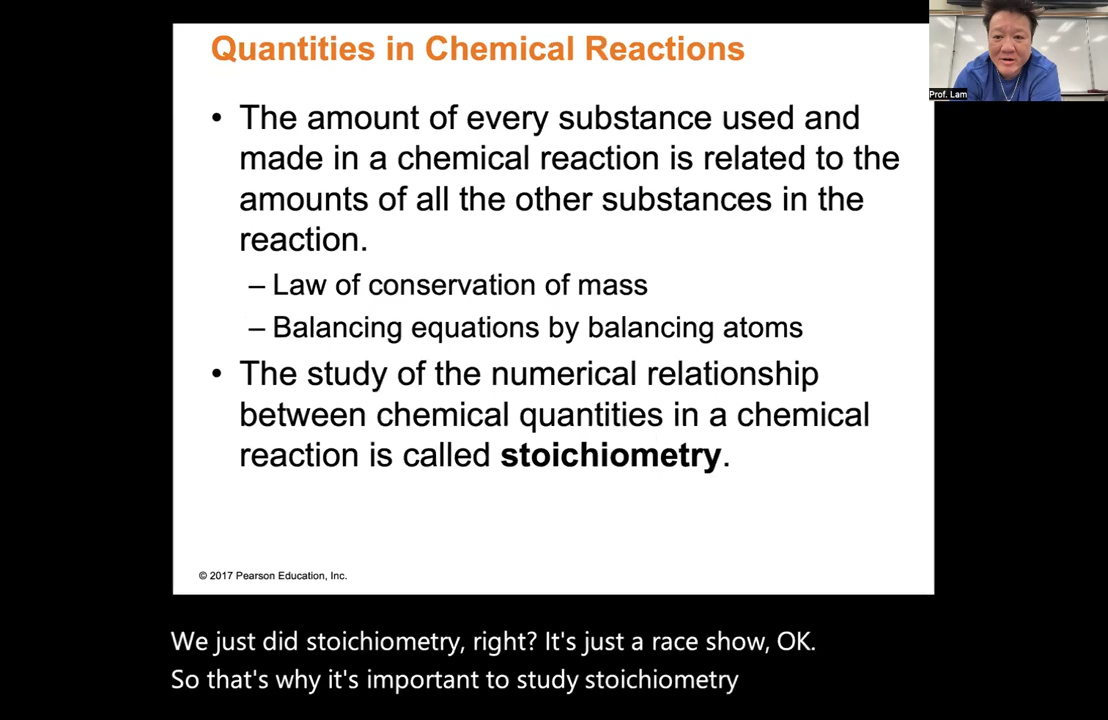 Quantities in Chemical Reactions
Prof. Lam
• The amount of every substance used and
made in a chemical reaction is related to the
amounts of all the other substances in the
reaction.
– Law of conservation of mass
– Balancing equations by balancing atoms
• The study of the numerical relationship
between chemical quantities in a chemical
reaction is called stoichiometry.
© 2017 Pearson Education, Inc.
We just did stoichiometry, right? It's just a race show, OK.
So that's why it's important to study stoichiometry